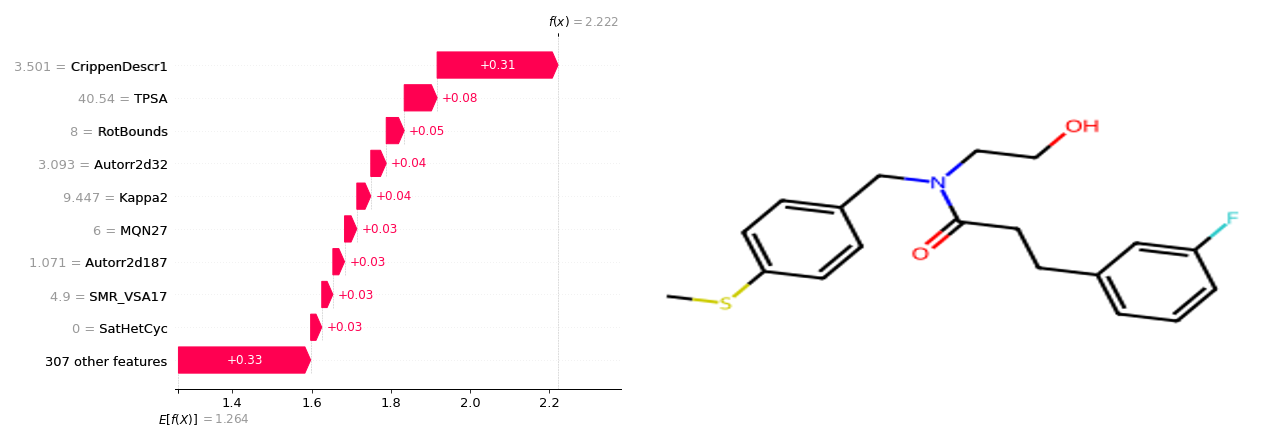 f(x) = 2.222
3.501 = CrippenDescr1
+0.31
40.54 = TPSA
+0.08
8 = RotBounds
+0.05
3.093 = Autorr2d32
+0.04
9.447 = Kappa2
+0.04
6 = MQN27
+0.03
1.071 = Autorr2d187
+0.03
4.9 = SMR_VSA17
+0.03
0 = SatHetCyc
+0.03
307 other features
+0.33
1.4 1.6 1.8 2.0 2.2
E[f(X)] = 1.264
OH
N
F
O
S